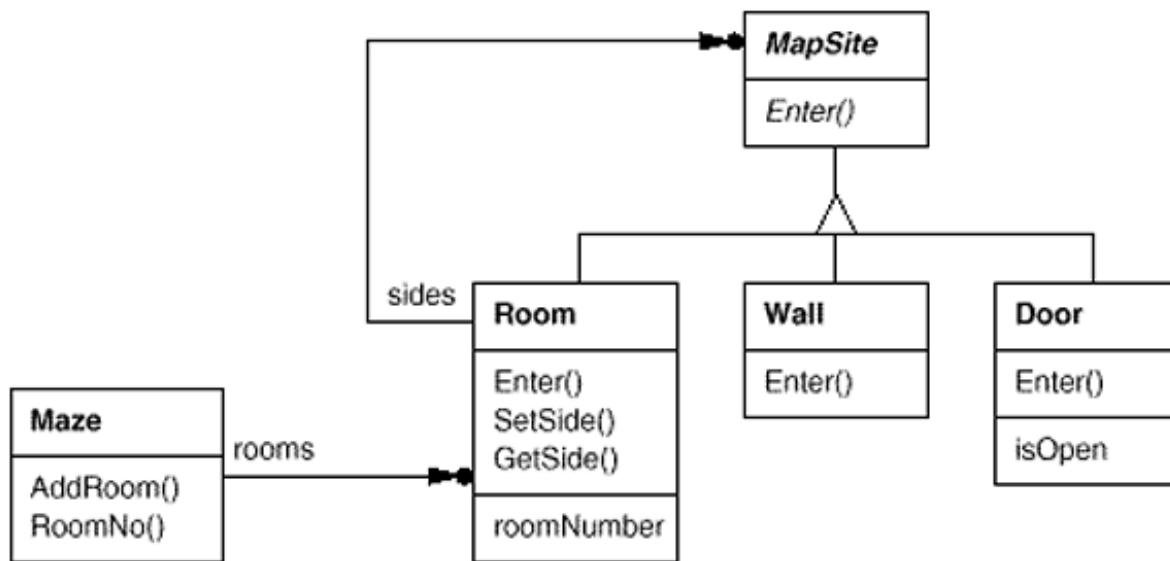 MapSite
Enter()
sides
Room
Enter()
SetSide()
GetSide()
roomNumber
Wall
Enter()
Door
Enter()
isOpen
Maze
AddRoom()
RoomNo()
rooms